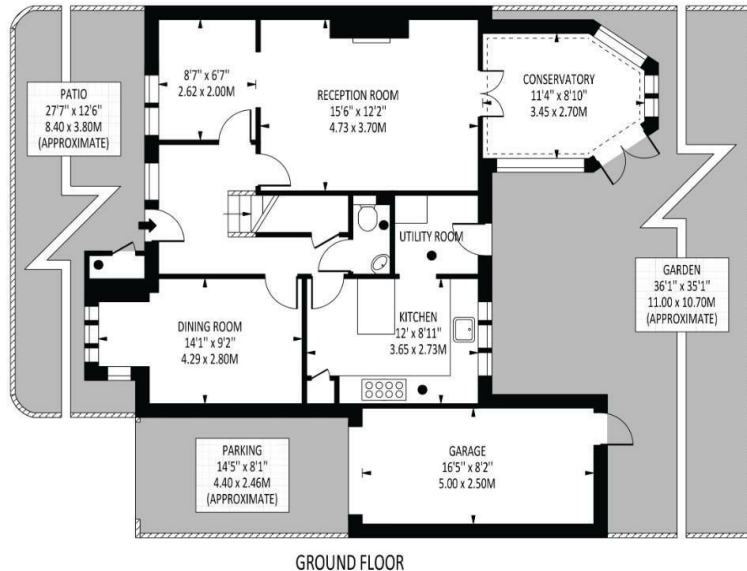 PATIO
27'7" x 12'6"
8.40 x 3.80M
(APPROXIMATE)
8'7" x 6'7"
2.62 x 2.00M
RECEPTION ROOM
15'6" x 12'2"
4.73 x 3.70M
CONSERVATORY
11'4" x 8'10"
3.45 x 2.70M
UTILITY ROOM
GARDEN
36'1" x 35'1"
11.00 x 10.70M
(APPROXIMATE)
DINING ROOM
14'1" x 9'2"
4.29 x 2.80M
KITCHEN
12' x 8'11"
3.65 x 2.73M
PARKING
14'5" x 8'1"
4.40 x 2.46M
(APPROXIMATE)
GARAGE
16'5" x 8'2"
5.00 x 2.50M
GROUND FLOOR